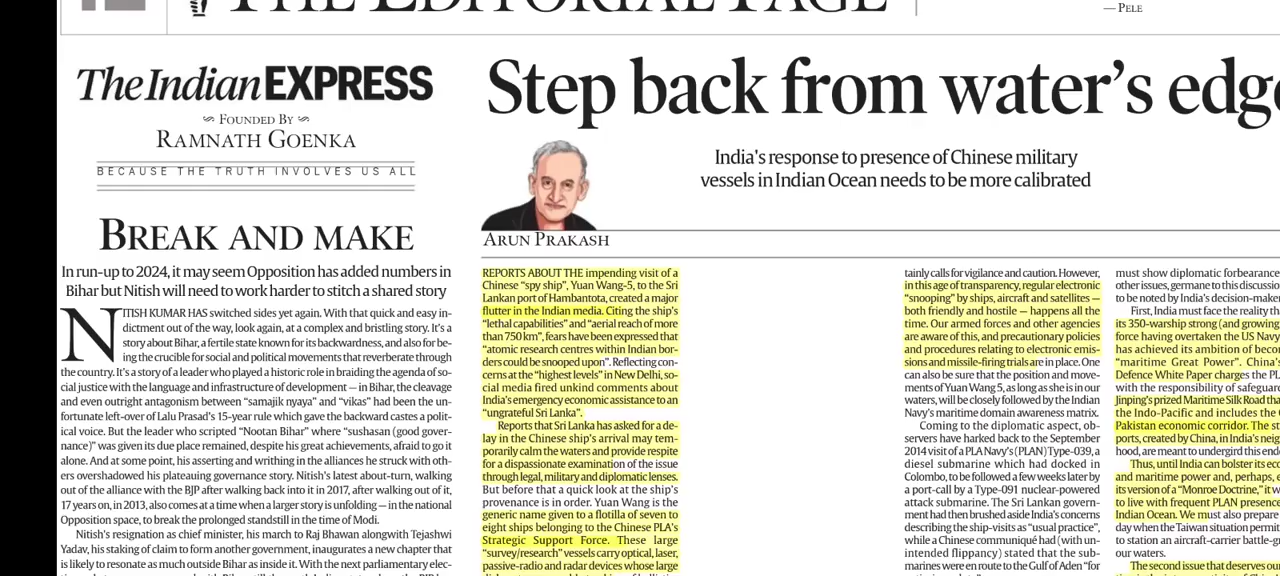 THE EDITORIAL PAGE
— PELE
The Indian EXPRESS
FOUNDED BY
RAMNATH GOENKA
BECAUSE THE TRUTH INVOLVES US ALL
BREAK AND MAKE
In run-up to 2024, it may seem Opposition has added numbers in
Bihar but Nitish will need to work harder to stitch a shared story
NITISH KUMAR HAS switched sides yet again. With that quick and easy in-
dictment out of the way, look again, at a complex and bristling story. It's a
story about Bihar, a fertile state known for its backwardness, and also for be-
ing the crucible for social and political movements that reverberate through
the country. It's a story of a leader who played a historic role in braiding the agenda of so-
cial justice with the language and infrastructure of development — in Bihar, the cleavage
and even outright antagonism between "samajik nyaya" and "vikas" had been the un-
fortunate left-over of Lalu Prasad's 15-year rule which gave the backward castes a polit-
ical voice. But the leader who scripted "Nootan Bihar" where "sushasan (good gover-
nance)" was given its due place remained, despite his great achievements, afraid to go it
alone. And at some point, his asserting and writhing in the alliances he struck with oth-
ers overshadowed his plateauing governance story. Nitish's latest about-turn, walking
out of the alliance with the BJP after walking back into it in 2017, after walking out of it,
17 years on, in 2013, also comes at a time when a larger story is unfolding — in the national
Opposition space, to break the prolonged standstill in the time of Modi.
Nitish's resignation as chief minister, his march to Raj Bhawan alongwith Tejashwi
Yadav, his staking of claim to form another government, inaugurates a new chapter that
is likely to resonate as much outside Bihar as inside it. With the next parliamentary elec-
Step back from water's edge
India's response to presence of Chinese military
vessels in Indian Ocean needs to be more calibrated
ARUN PRAKASH
REPORTS ABOUT THE impending visit of a
Chinese "spy ship", Yuan Wang-5, to the Sri
Lankan port of Hambantota, created a major
flutter in the Indian media. Citing the ship's
"lethal capabilities" and "aerial reach of more
than 750 km", fears have been expressed that
"atomic research centres within Indian bor-
ders could be snooped upon". Reflecting con-
cerns at the "highest levels" in New Delhi, so-
cial media fired unkind comments about
India's emergency economic assistance to an
"ungrateful Sri Lanka".
Reports that Sri Lanka has asked for a de-
lay in the Chinese ship's arrival may tem-
porarily calm the waters and provide respite
for a dispassionate examination of the issue
through legal, military and diplomatic lenses.
But before that a quick look at the ship's
provenance is in order. Yuan Wang is the
generic name given to a flotilla of seven to
eight ships belonging to the Chinese PLA's
Strategic Support Force. These large
"survey/research" vessels carry optical, laser,
passive-radio and radar devices whose large
tainly calls for vigilance and caution. However,
in this age of transparency, regular electronic
"snooping" by ships, aircraft and satellites —
both friendly and hostile — happens all the
time. Our armed forces and other agencies
are aware of this, and precautionary policies
and procedures relating to electronic emis-
sions and missile-firing trials are in place. One
can also be sure that the position and move-
ments of Yuan Wang 5, as long as she is in our
waters, will be closely followed by the Indian
Navy's maritime domain awareness matrix.
Coming to the diplomatic aspect, ob-
servers have harked back to the September
2014 visit of a PLA Navy's (PLAN) Type-039, a
diesel submarine which had docked in
Colombo, to be followed a few weeks later by
a port-call by a Type-091 nuclear-powered
attack submarine. The Sri Lankan govern-
ment had then brushed aside India's concerns
describing the ship-visits as "usual practice",
while a Chinese communiqué had (with un-
intended flippancy) stated that the sub-
marines were en route to the Gulf of Aden "for
must show diplomatic forbearance
other issues, germane to this discussio
to be noted by India's decision-maker
First, India must face the reality tha
its 350-warship strong (and growing
force having overtaken the US Navy
has achieved its ambition of becom
"maritime Great Power". China's
Defence White Paper charges the PL
with the responsibility of safeguard
Jinping's prized Maritime Silk Road tha
the Indo-Pacific and includes the C
Pakistan economic corridor. The st
ports, created by China, in India's neig
hood, are meant to undergird this ende
Thus, until India can bolster its eco
and maritime power and, perhaps, e
its version of a "Monroe Doctrine," it w
to live with frequent PLAN presence
Indian Ocean. We must also prepare
day when the Taiwan situation permit
to station an aircraft-carrier battle-gr
our waters.
The second issue that deserves ou